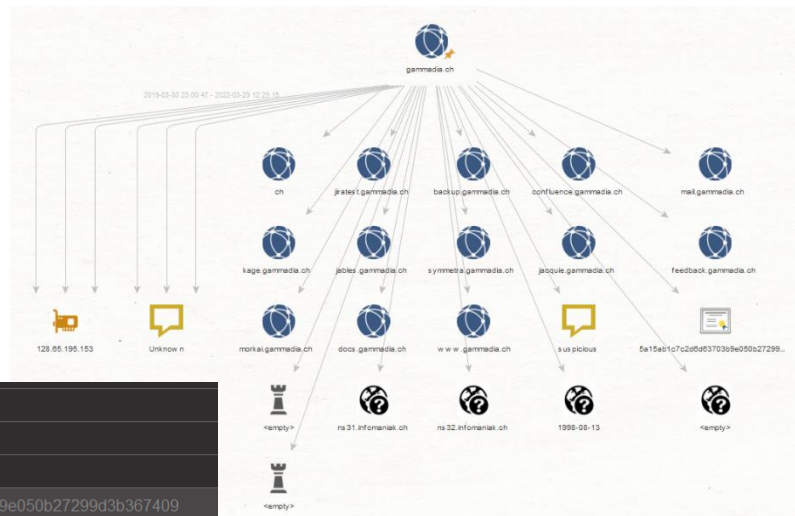 gammadia.ch
2019-03-30 23:00:47 - 2022-03-29 12:29:15
ch
jiratest.gammadia.ch
backup.gammadia.ch
confluence.gammadia.ch
mail.gammadia.ch
kage.gammadia.ch
jables.gammadia.ch
symmetra.gammadia.ch
jacquie.gammadia.ch
feedback.gammadia.ch
128.65.195.153
Unknown
morkai.gammadia.ch
docs.gammadia.ch
www.gammadia.ch
suspicious
5a15ab1c7c2d6d63703b9e050b27299...
<empty>
ns31.infomaniak.ch
ns32.infomaniak.ch
1998-08-13
<empty>
9e050b27299d3b367409
<empty>